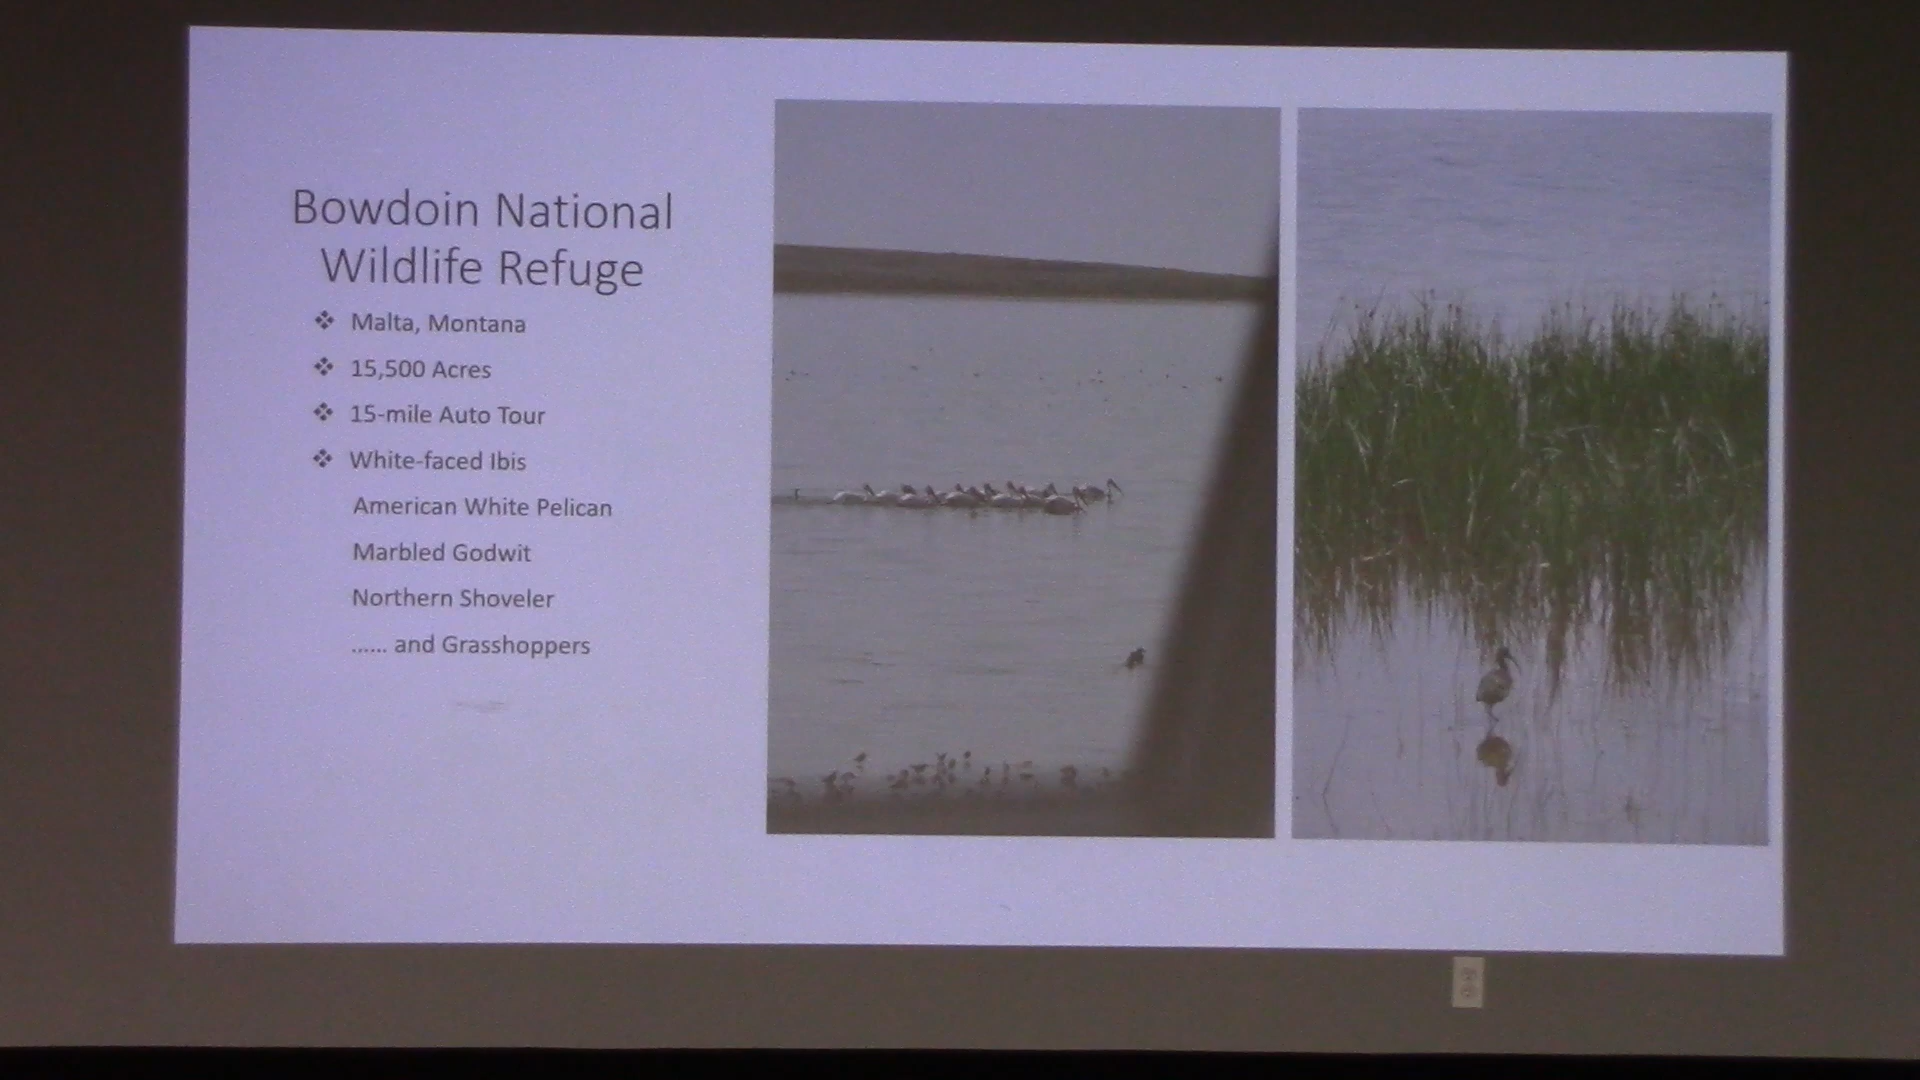 Bowdoin National
Wildlife Refuge
❖ Malta, Montana
❖ 15,500 Acres
❖ 15-mile Auto Tour
❖ White-faced Ibis
American White Pelican
Marbled Godwit
Northern Shoveler
...... and Grasshoppers